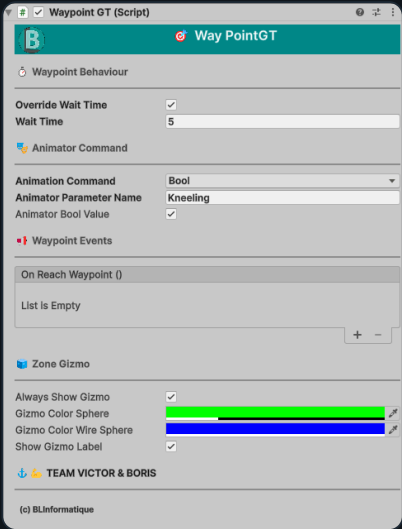 Waypoint GT (Script)
B
Way PointGT
Waypoint Behaviour
Override Wait Time
Wait Time 5
Animator Command
Animation Command Bool
Animator Parameter Name Kneeling
Animator Bool Value
Waypoint Events
On Reach Waypoint ()
List Is Empty
Zone Gizmo
Always Show Gizmo
Gizmo Color Sphere
Gizmo Color Wire Sphere
Show Gizmo Label
TEAM VICTOR & BORIS
(c) BLInformatique